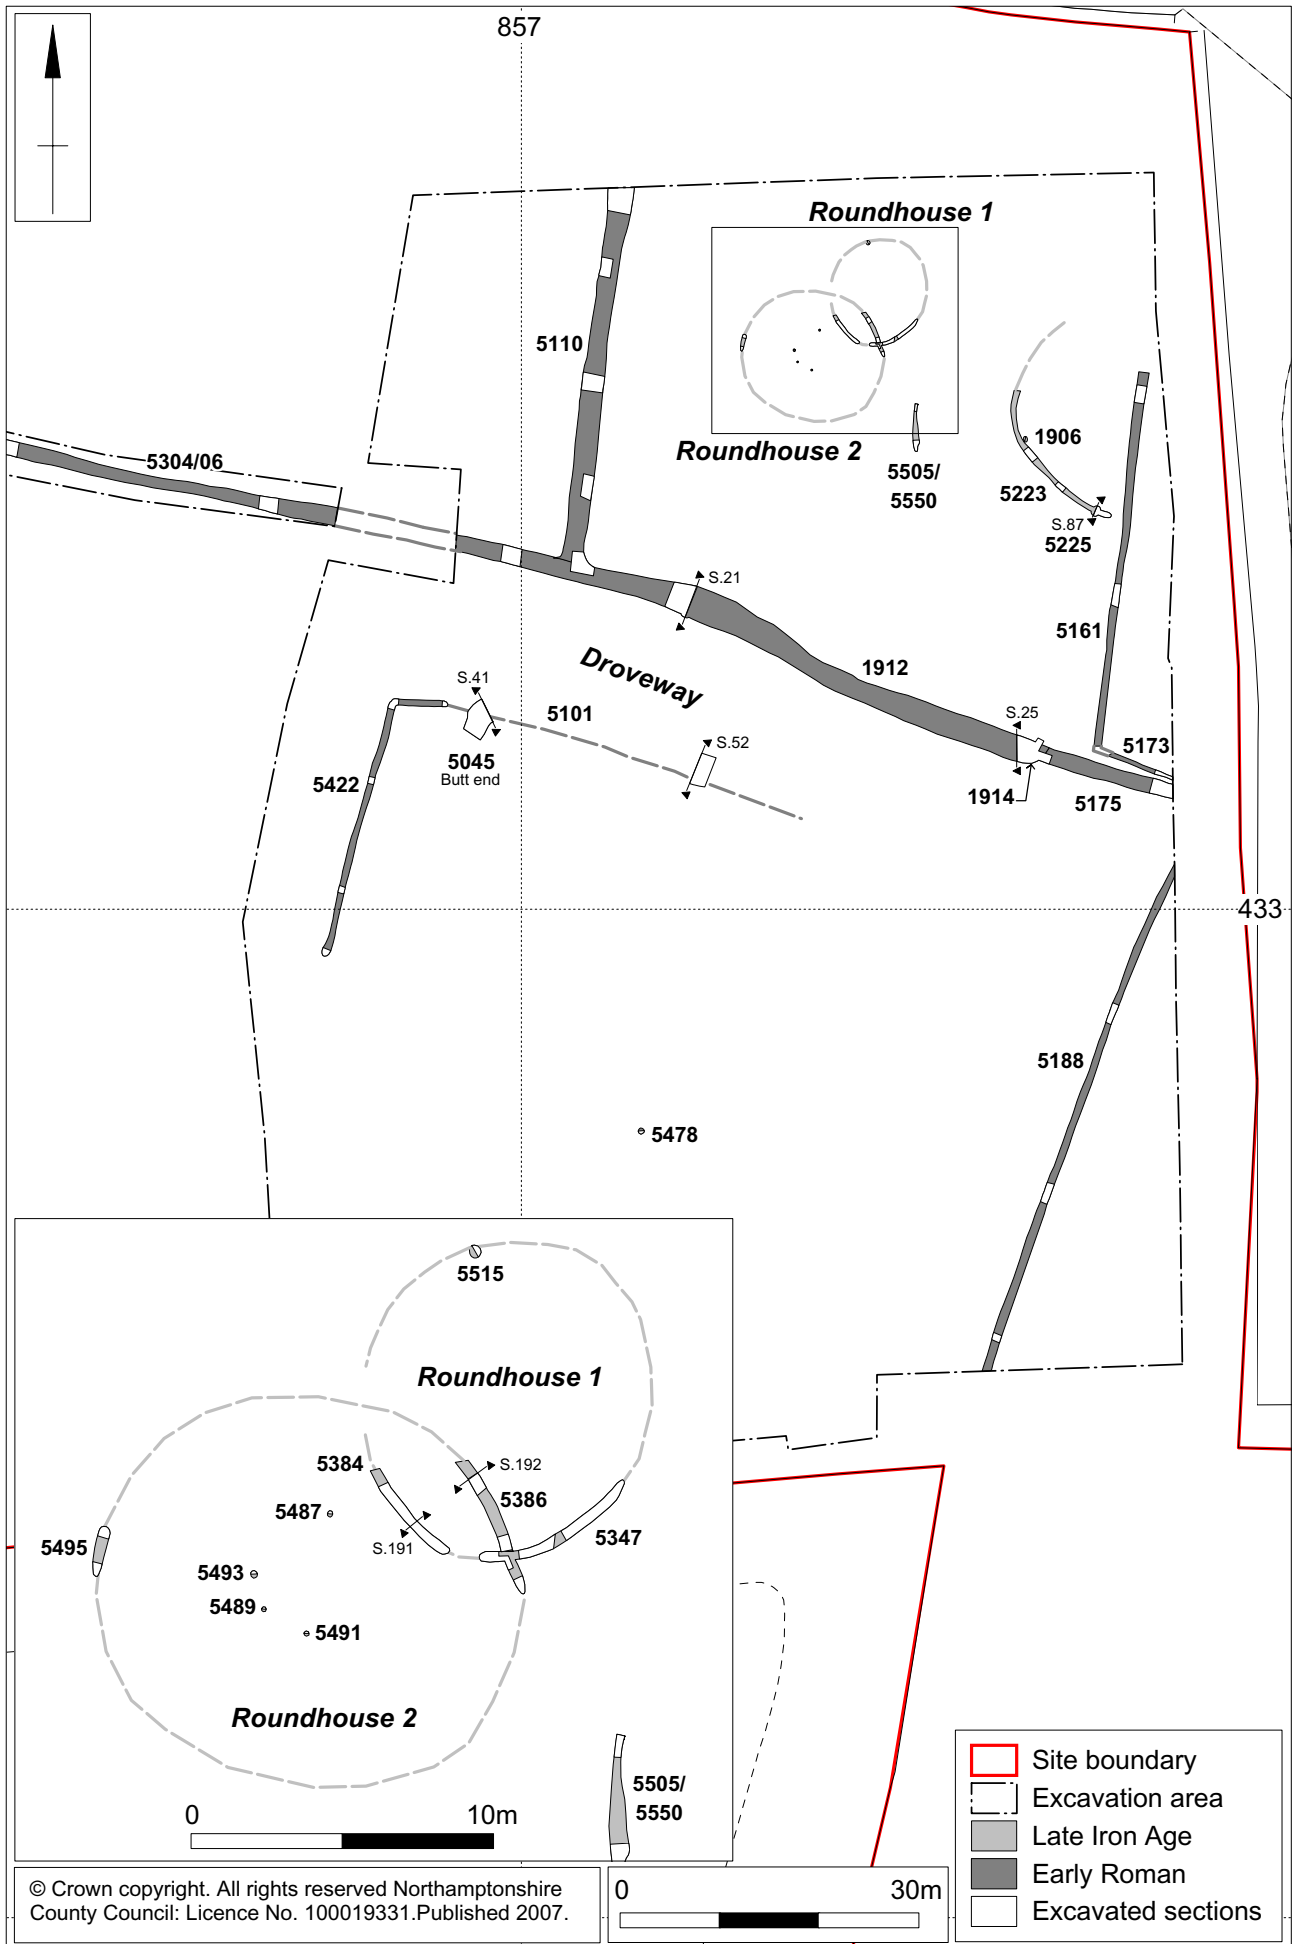 857
Roundhouse 1
5110
Roundhouse 2
5304/06
5505/
5550
1906
5223
S.87
5225
S.21
5161
Droveway
1912
S.41
5101
S.25
S.52
5173
5045
Butt end
5422
1914
5175
433
5188
5478
5515
Roundhouse 1
5384
S.192
5386
5487
5347
S.191
5495
5493
5489
5491
Roundhouse 2
5505/
5550
0 10m
Site boundary
Excavation area
Late Iron Age
Early Roman
Excavated sections
© Crown copyright. All rights reserved Northamptonshire
County Council: Licence No. 100019331.Published 2007.
0 30m